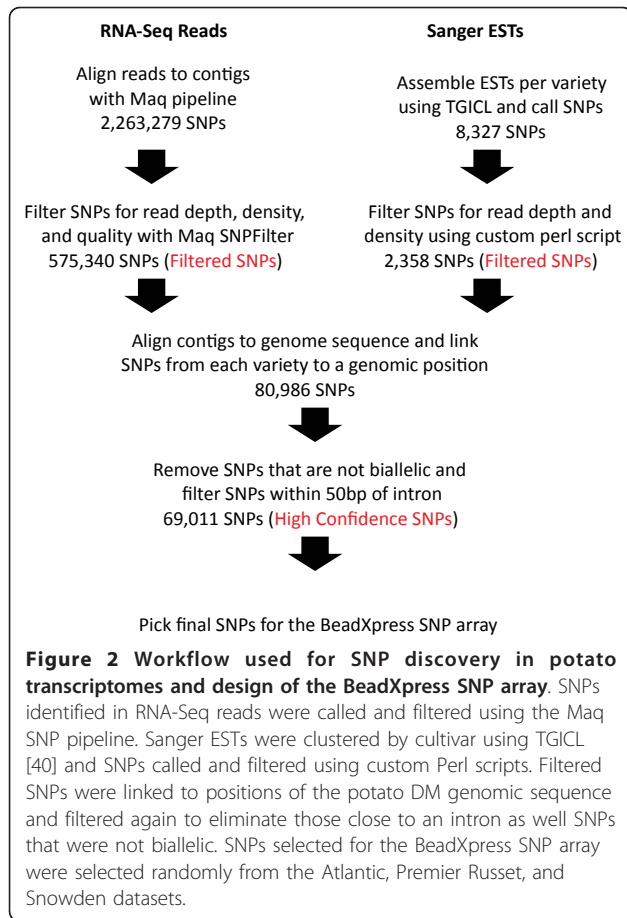 RNA-Seq Reads
Sanger ESTs
Align reads to contigs
with Maq pipeline
2,263,279 SNPs
Assemble ESTs per variety
using TGICL and call SNPs
8,327 SNPs
Filter SNPs for read depth, density,
and quality with Maq SNPFilter
575,340 SNPs (Filtered SNPs)
Filter SNPs for read depth and
density using custom perl script
2,358 SNPs (Filtered SNPs)
Align contigs to genome sequence and link
SNPs from each variety to a genomic position
80,986 SNPs
Remove SNPs that are not biallelic and
filter SNPs within 50bp of intron
69,011 SNPs (High Confidence SNPs)
Pick final SNPs for the BeadXpress SNP array
Figure 2 Workflow used for SNP discovery in potato
transcriptomes and design of the BeadXpress SNP array. SNPs
identified in RNA-Seq reads were called and filtered using the Maq
SNP pipeline. Sanger ESTs were clustered by cultivar using TGICL
[40] and SNPs called and filtered using custom Perl scripts. Filtered
SNPs were linked to positions of the potato DM genomic sequence
and filtered again to eliminate those close to an intron as well SNPs
that were not biallelic. SNPs selected for the BeadXpress SNP array
were selected randomly from the Atlantic, Premier Russet, and
Snowden datasets.